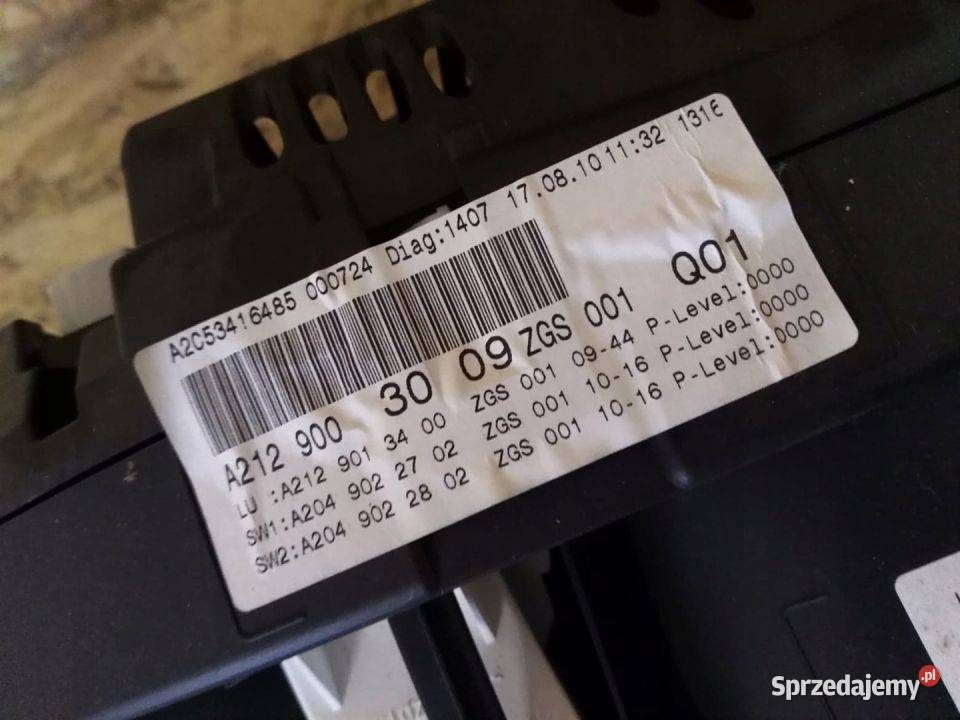 A2C53416485 000724 Diag:1407 17.08.10 11:32 1316
A212 900 30 09 ZGS 001 Q01
LU :A212 901 34 00 ZGS 001 09-44 P-Level:0000
SW1:A204 902 27 02 ZGS 001 10-16 P-Level:0000
SW2:A204 902 28 02 ZGS 001 10-16 P-Level:0000
Sprzedajemy.pl